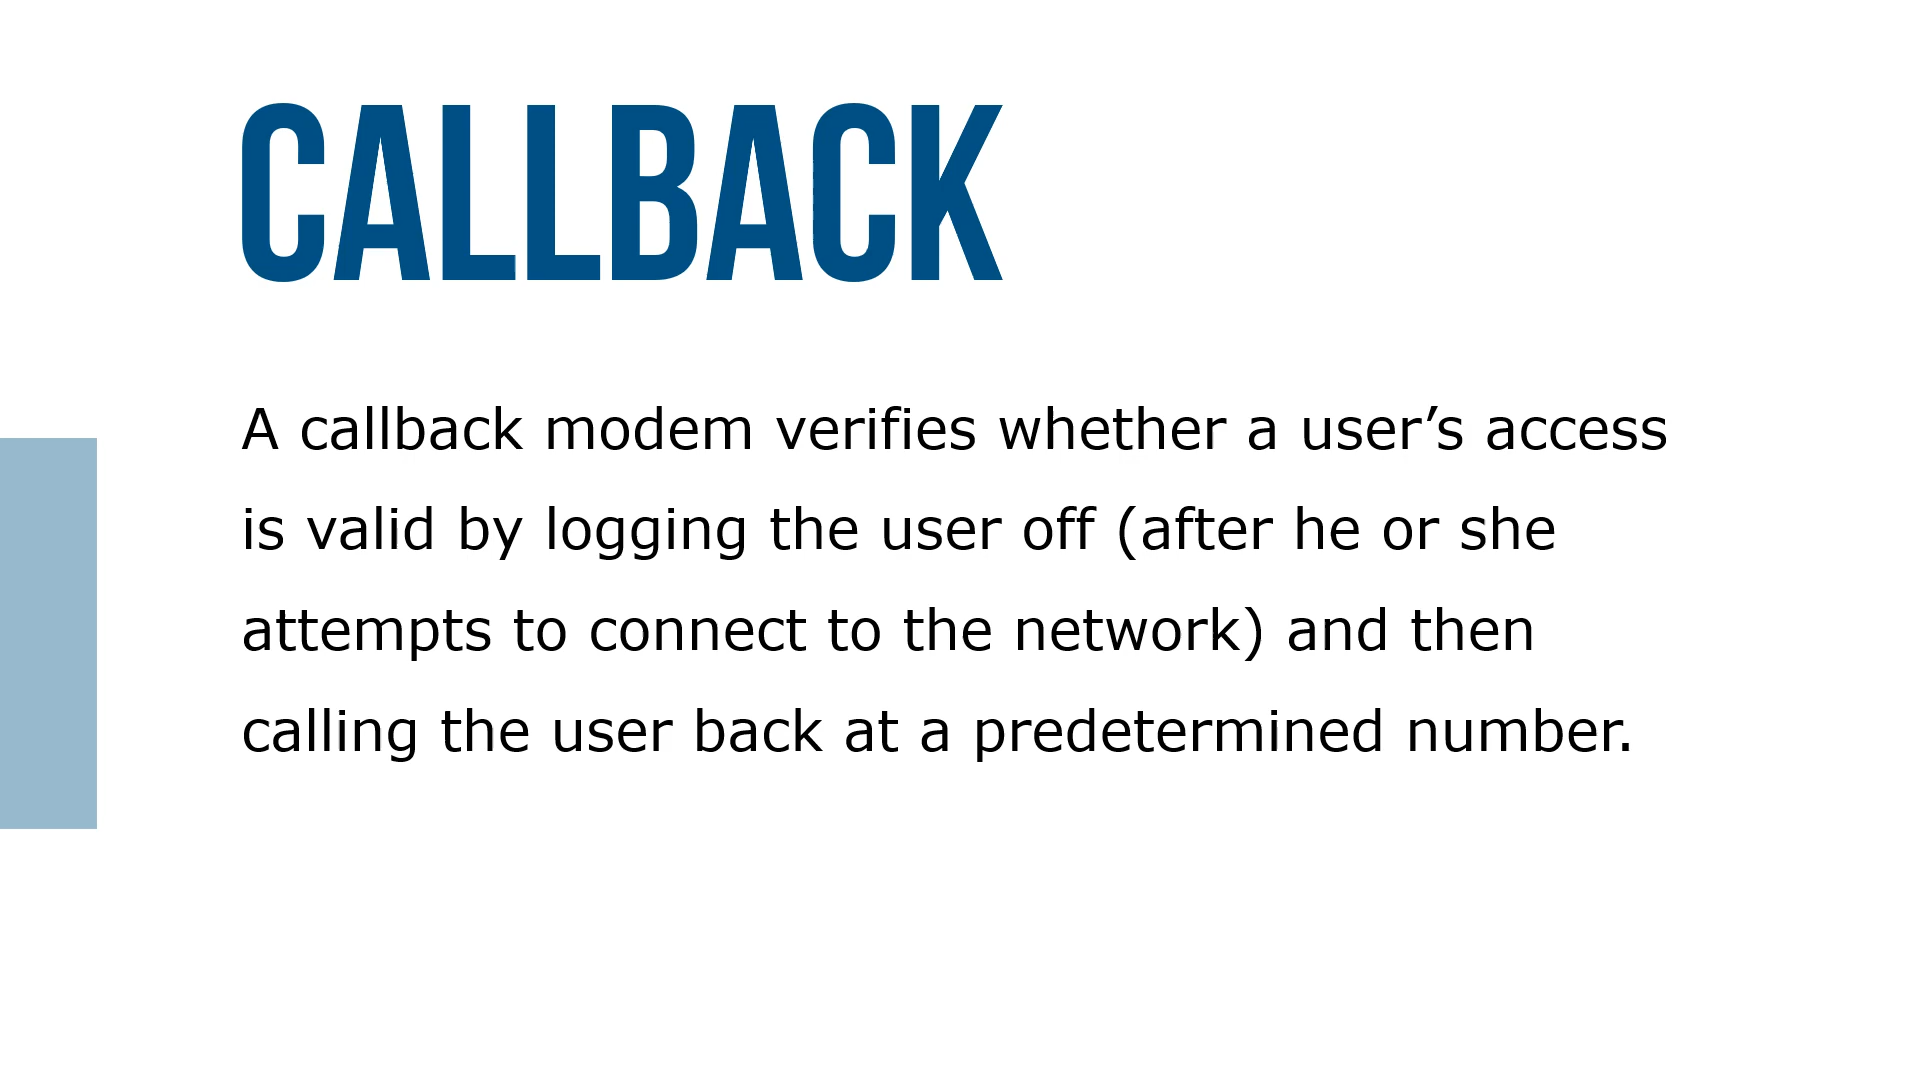 CALLBACK
A callback modem verifies whether a user’s access
is valid by logging the user off (after he or she
attempts to connect to the network) and then
calling the user back at a predetermined number.